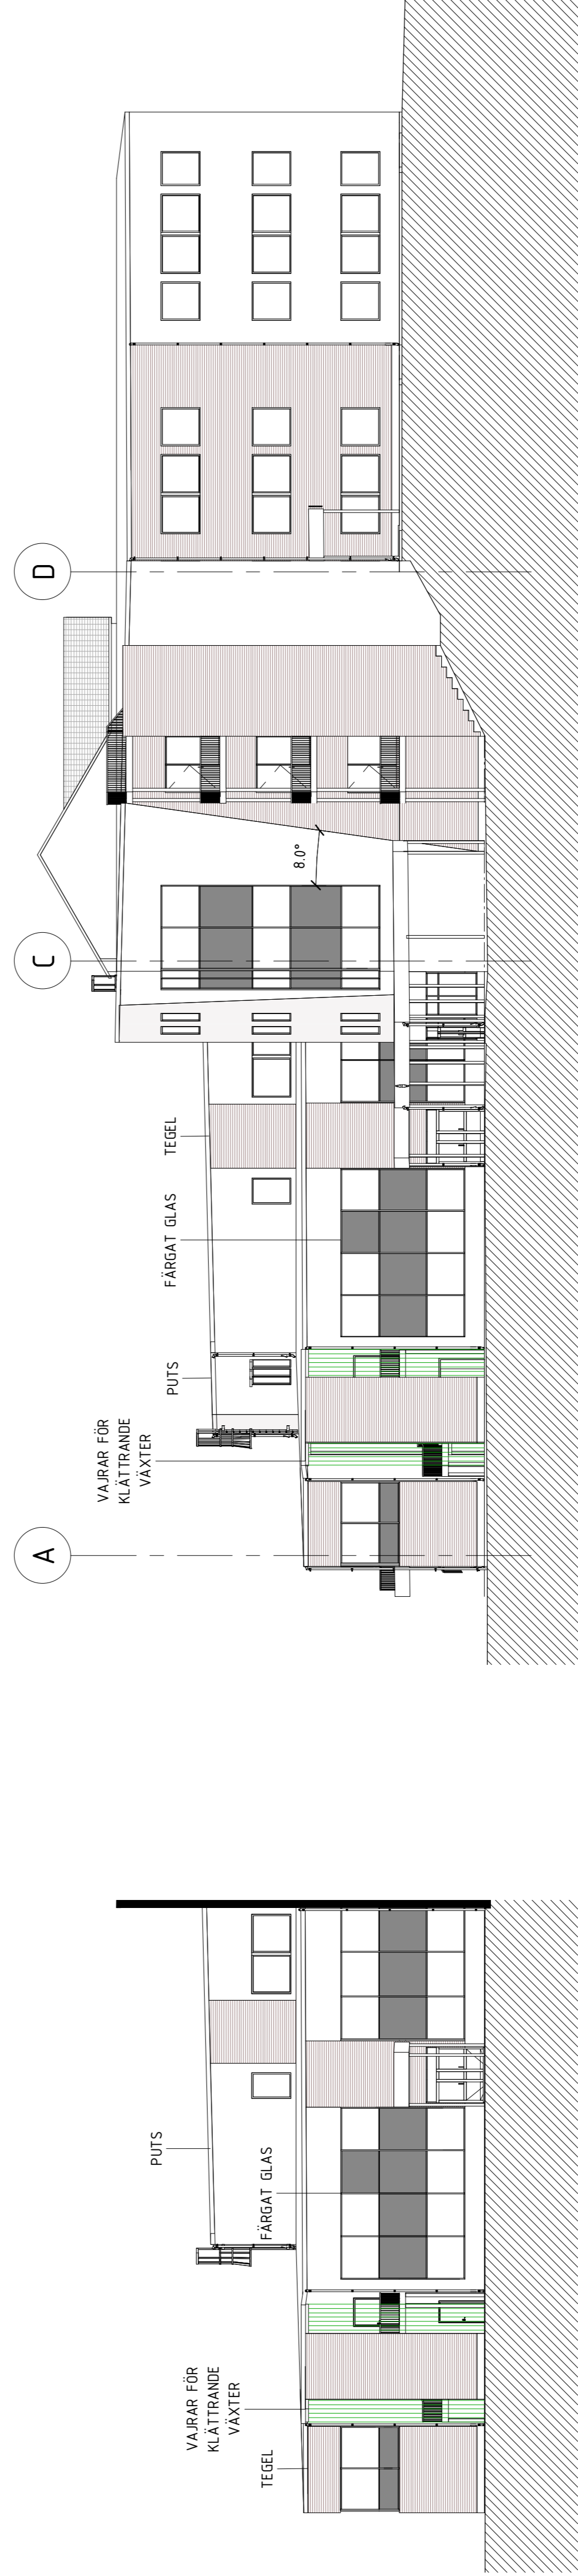 A
C
D
VAJRAR FÖR
KLÄTTRANDE
VÄXTER
PUTS
FÄRGAT GLAS
TEGEL
8.0°
TEGEL
VAJRAR FÖR
KLÄTTRANDE
VÄXTER
FÄRGAT GLAS
PUTS